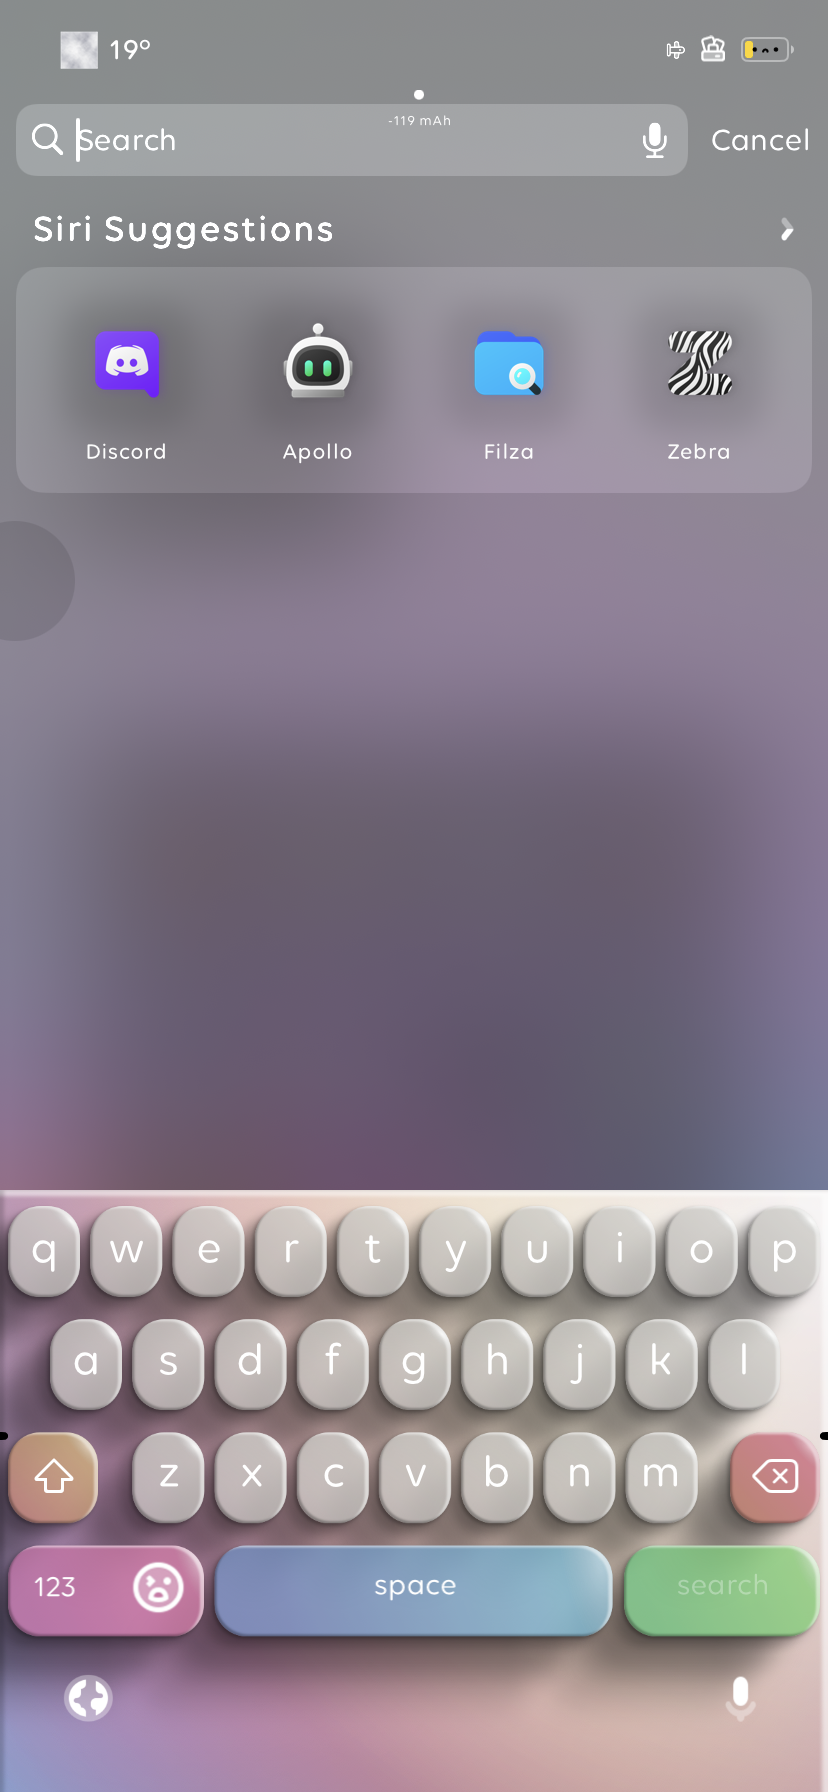 19°
-119 mAh
Search
Cancel
Siri Suggestions
Discord Apollo Filza Zebra
q w e r t y u i o p
a s d f g h j k l
z x c v b n m
123 space search